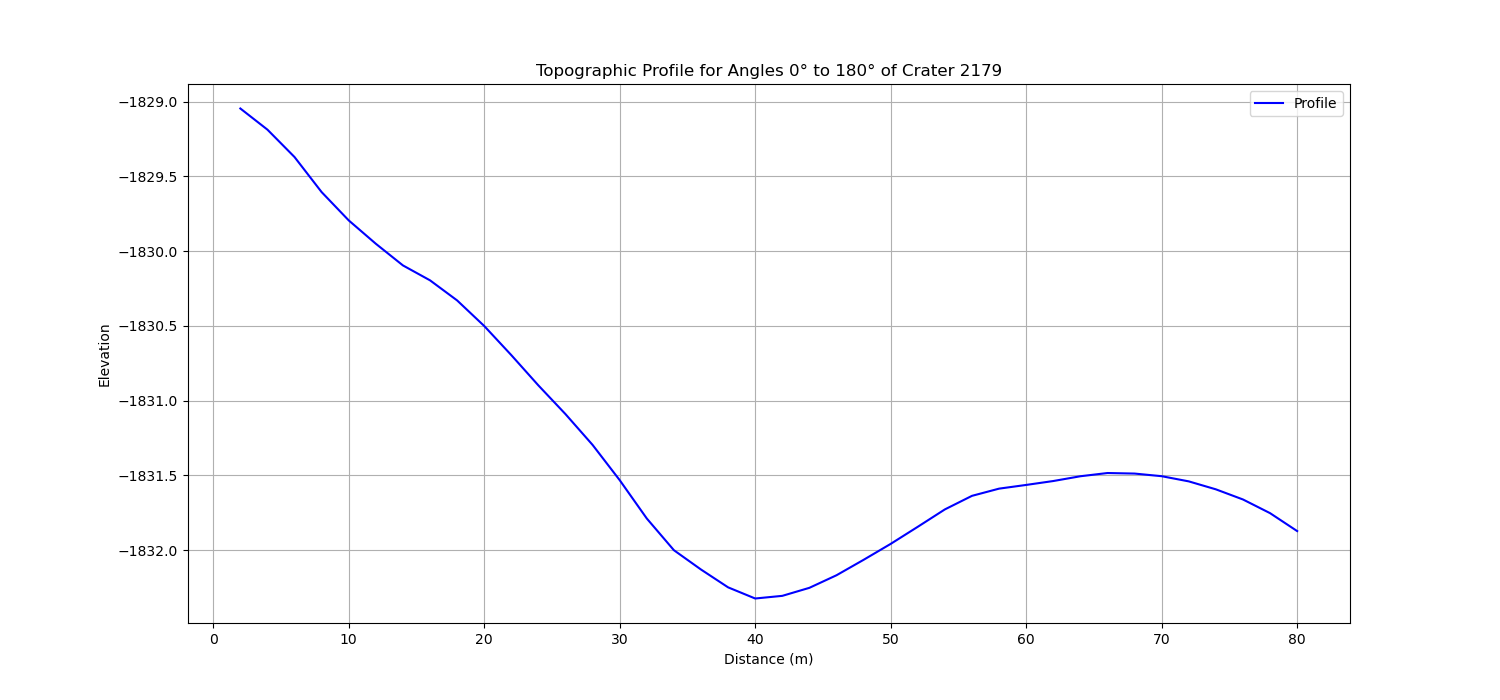 Topographic Profile for Angles 0° to 180° of Crater 2179
Profile
Elevation
−1829.0
−1829.5
−1830.0
−1830.5
−1831.0
−1831.5
−1832.0
0 10 20 30 40 50 60 70 80
Distance (m)